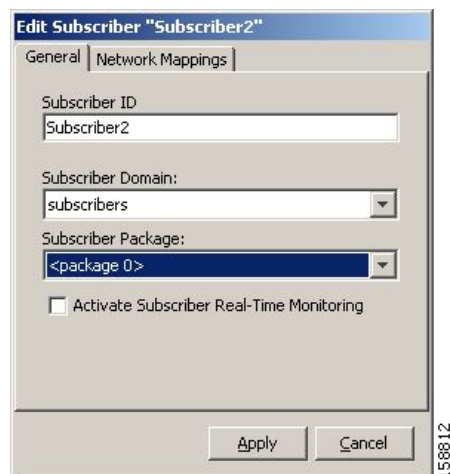 Edit Subscriber "Subscriber2"
General Network Mappings
Subscriber ID
Subscriber2
Subscriber Domain:
subscribers
Subscriber Package:
<package 0>
Activate Subscriber Real-Time Monitoring
Apply Cancel
158812